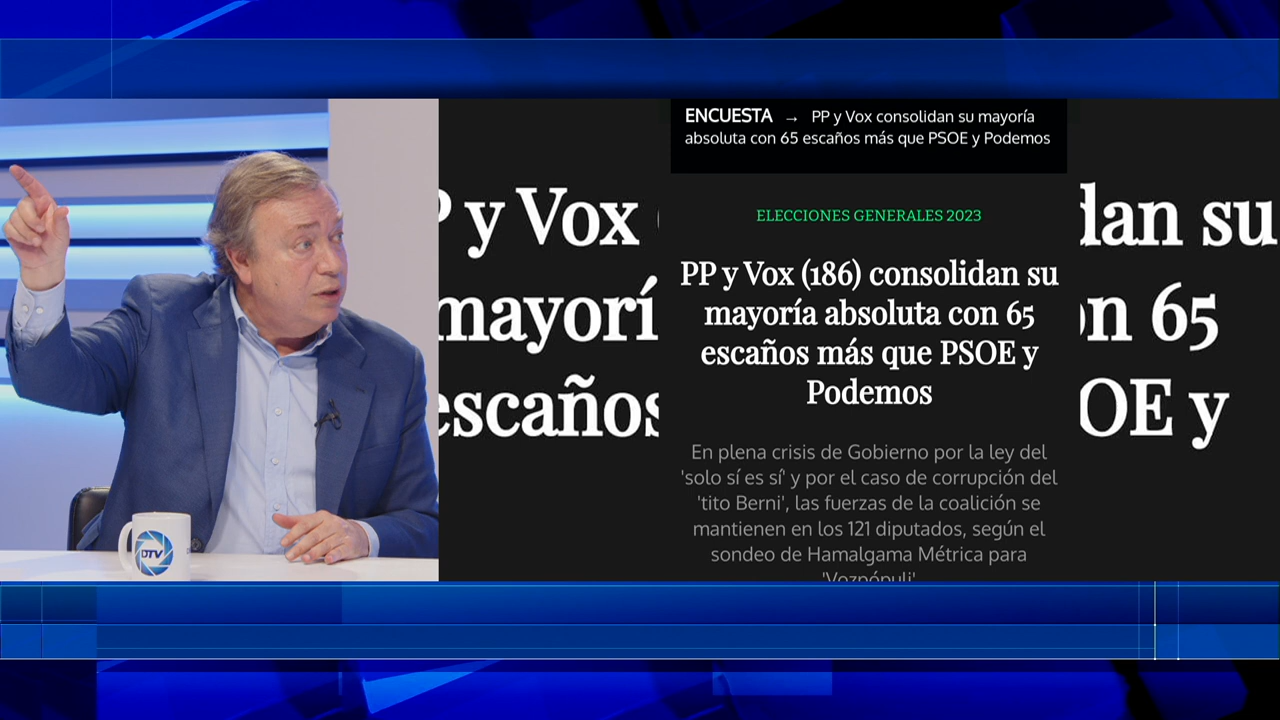 ENCUESTA → PP y Vox consolidan su mayoría
absoluta con 65 escaños más que PSOE y Podemos
ELECCIONES GENERALES 2023
PP y Vox (186) consolidan su
mayoría absoluta con 65
escaños más que PSOE y
Podemos
En plena crisis de Gobierno por la ley del
'solo sí es sí' y por el caso de corrupción del
'tito Berni', las fuerzas de la coalición se
mantienen en los 121 diputados, según el
sondeo de Hamalgama Métrica para
'Vozpópuli'
y Vox
dan su
mayorí
on 65
escaños
OE y
DTV